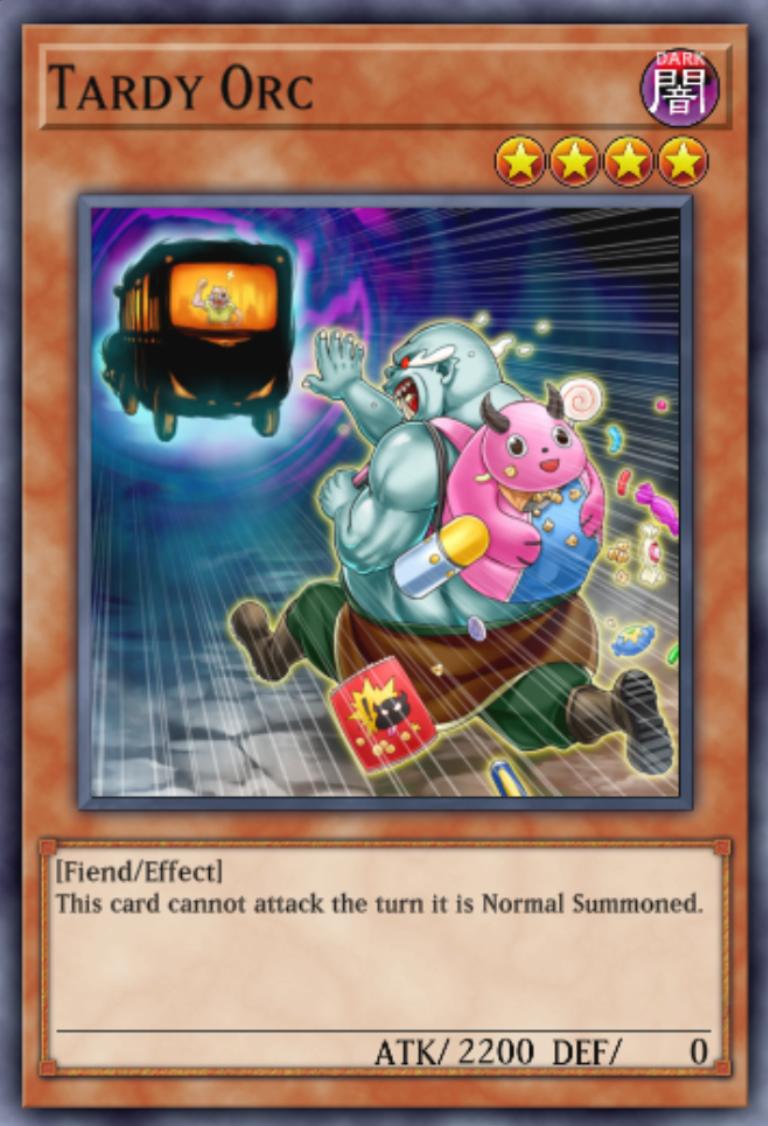 Tardy Orc
DARK
闇
[Fiend/Effect]
This card cannot attack the turn it is Normal Summoned.
ATK/ 2200 DEF/ 0